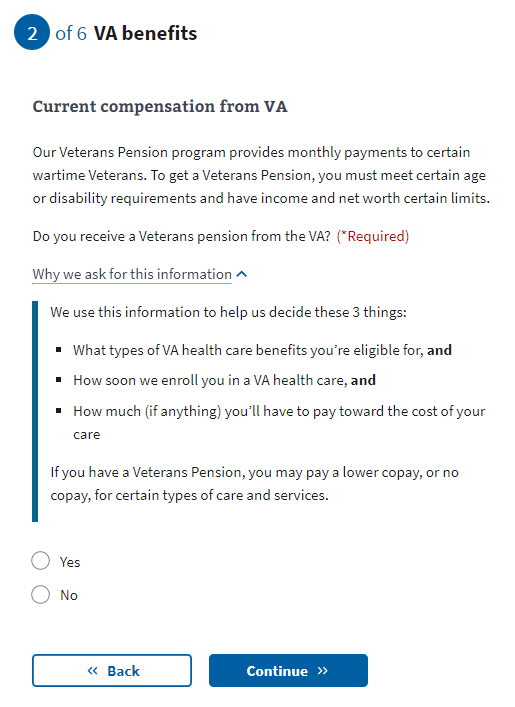 2 of 6 VA benefits
Current compensation from VA
Our Veterans Pension program provides monthly payments to certain
wartime Veterans. To get a Veterans Pension, you must meet certain age
or disability requirements and have income and net worth certain limits.
Do you receive a Veterans pension from the VA? (*Required)
Why we ask for this information
We use this information to help us decide these 3 things:
▪ What types of VA health care benefits you’re eligible for, and
▪ How soon we enroll you in a VA health care, and
▪ How much (if anything) you’ll have to pay toward the cost of your
care
If you have a Veterans Pension, you may pay a lower copay, or no
copay, for certain types of care and services.
Yes
No
« Back
Continue »